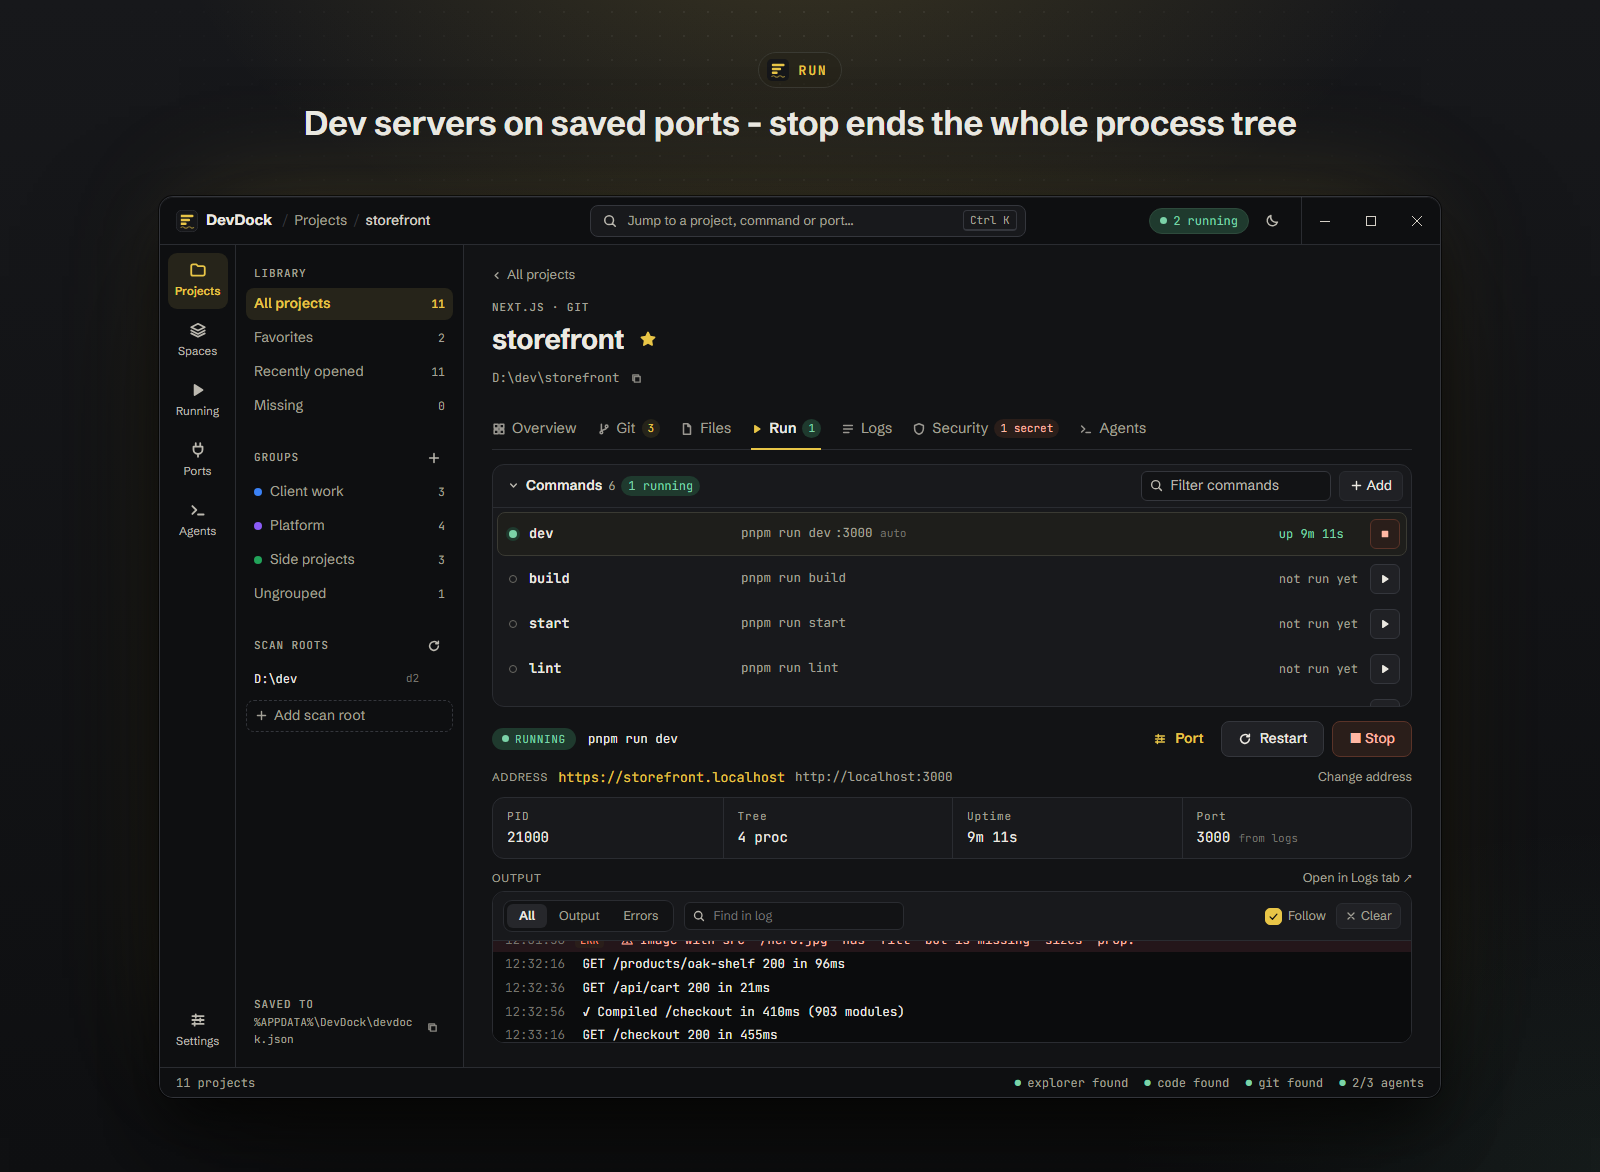 RUN
Dev servers on saved ports - stop ends the whole process tree
DevDock / Projects / storefront
Jump to a project, command or port... Ctrl K
2 running
Projects
Spaces
Running
Ports
Agents
Settings
LIBRARY
All projects 11
Favorites 2
Recently opened 11
Missing 0
GROUPS
Client work 3
Platform 4
Side projects 3
Ungrouped 1
SCAN ROOTS
D:\dev d2
+ Add scan root
SAVED TO
%APPDATA%\DevDock\devdoc
k.json
‹ All projects
NEXT.JS · GIT
storefront
D:\dev\storefront
Overview Git 3 Files Run 1 Logs Security 1 secret Agents
Commands 6 1 running Filter commands + Add
dev pnpm run dev :3000 auto up 9m 11s
build pnpm run build not run yet
start pnpm run start not run yet
lint pnpm run lint not run yet
RUNNING pnpm run dev Port Restart Stop
ADDRESS https://storefront.localhost http://localhost:3000 Change address
PID Tree Uptime Port
21000 4 proc 9m 11s 3000 from logs
OUTPUT Open in Logs tab ↗
All Output Errors Find in log Follow × Clear
12:32:16 GET /products/oak-shelf 200 in 96ms
12:32:36 GET /api/cart 200 in 21ms
12:32:56 ✓ Compiled /checkout in 410ms (903 modules)
12:33:16 GET /checkout 200 in 455ms
11 projects explorer found code found git found 2/3 agents